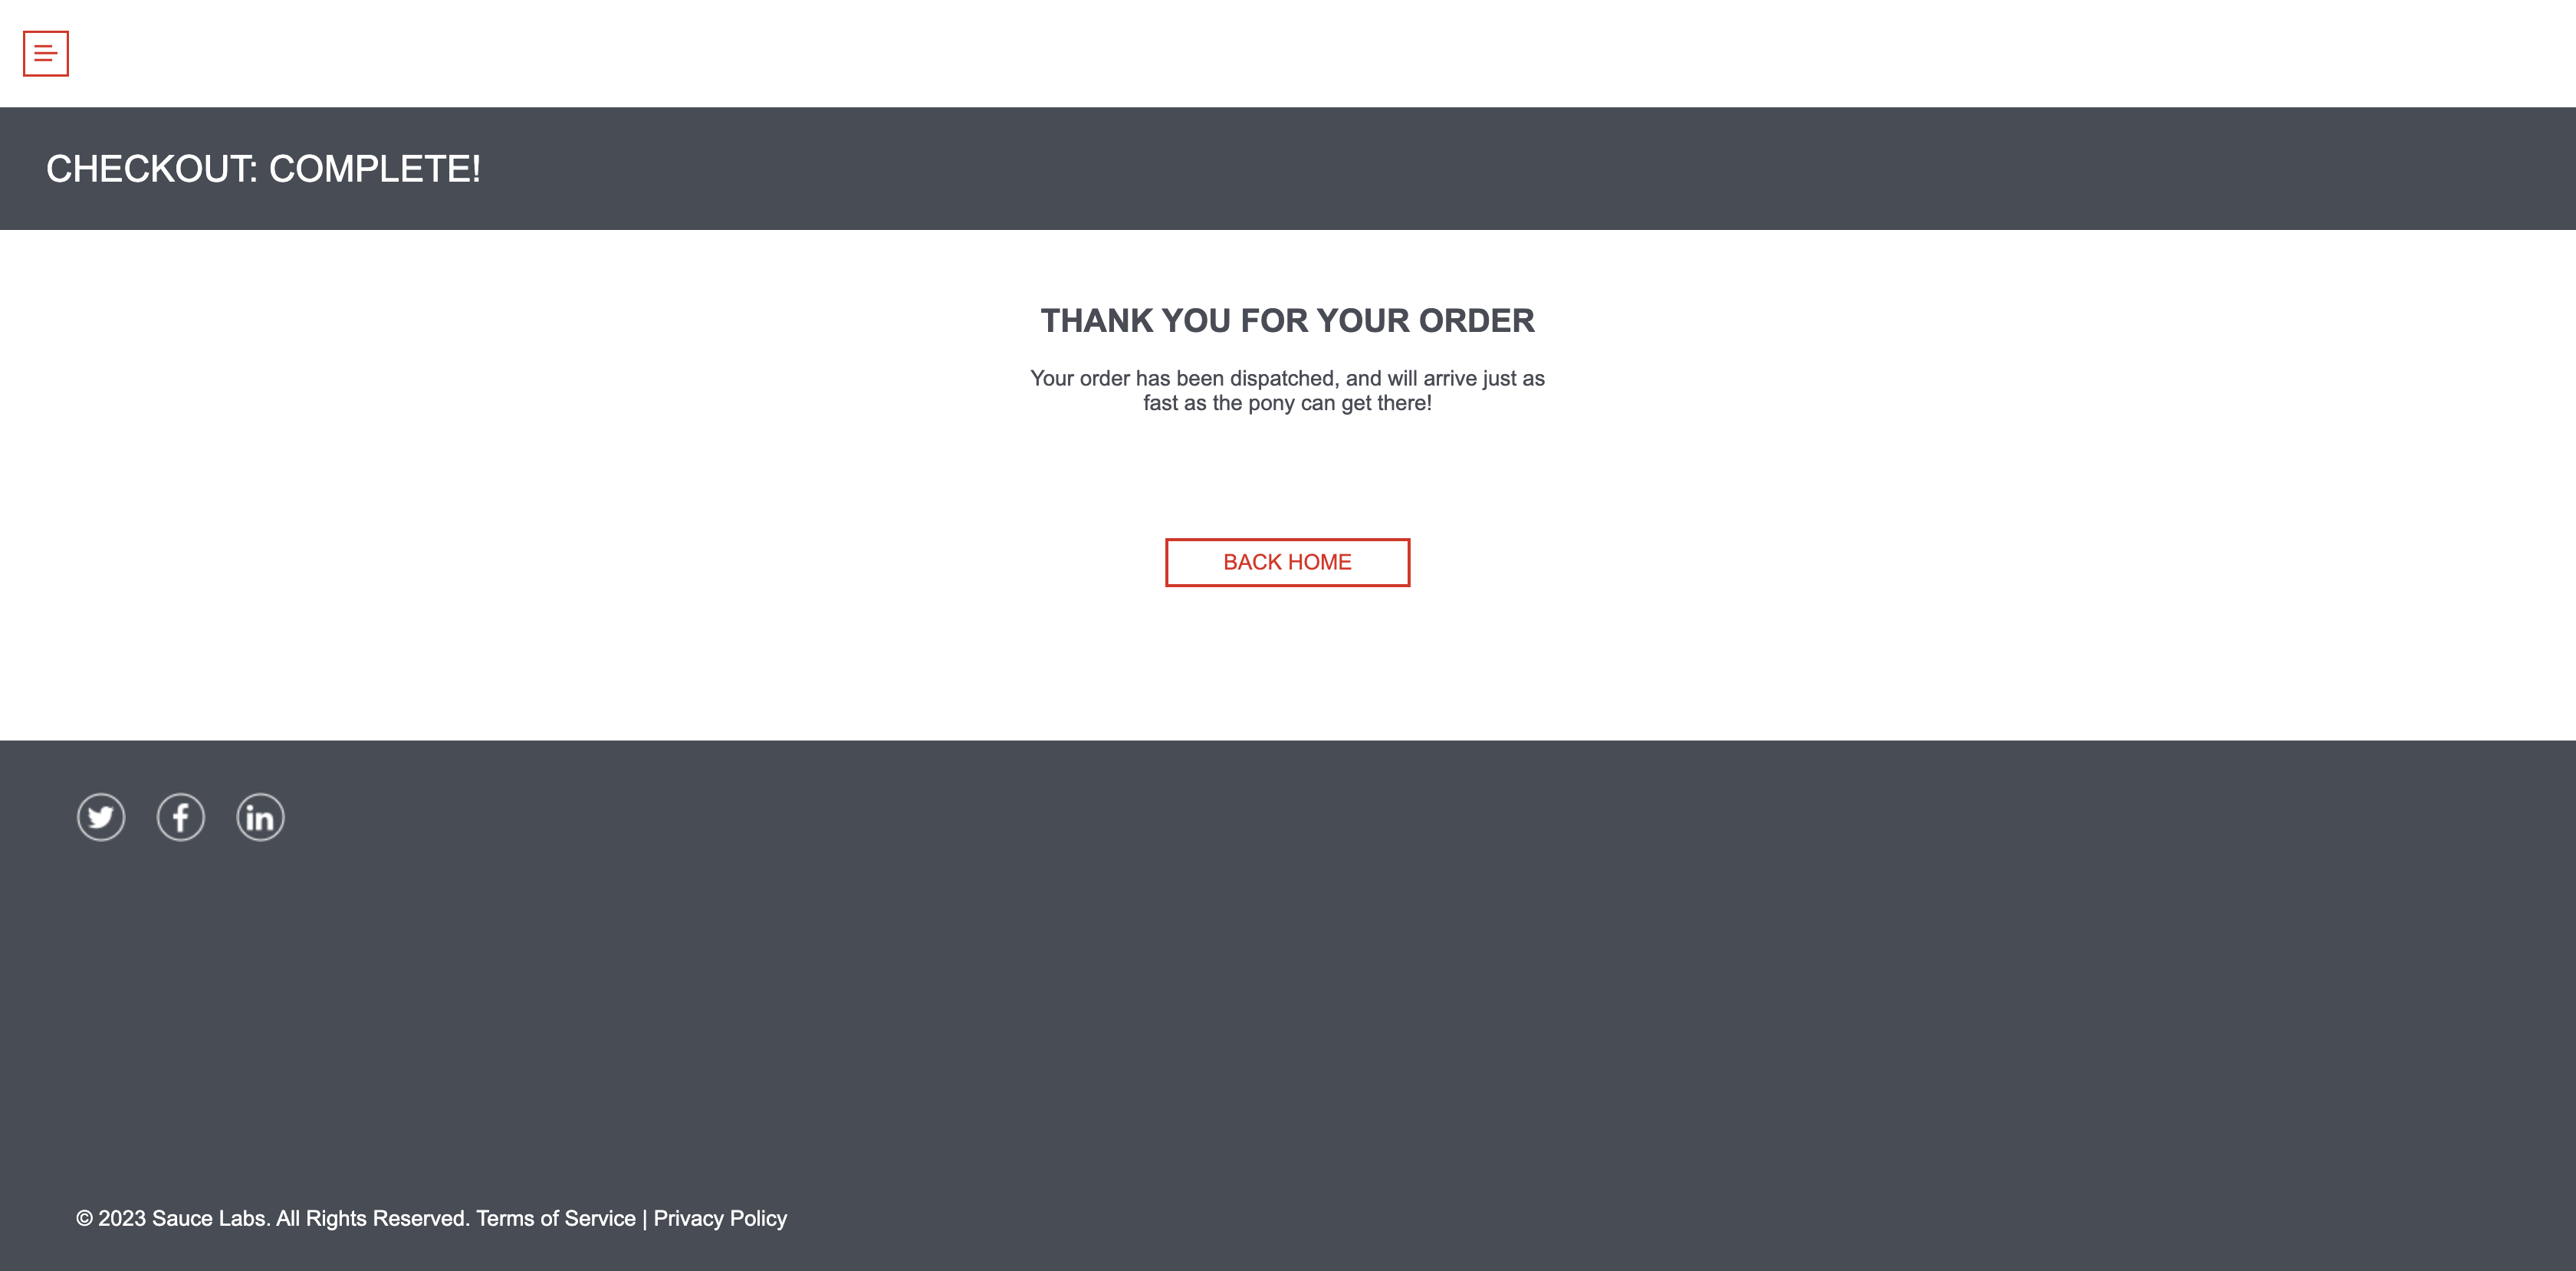 CHECKOUT: COMPLETE!
THANK YOU FOR YOUR ORDER
Your order has been dispatched, and will arrive just as
fast as the pony can get there!
BACK HOME
© 2023 Sauce Labs. All Rights Reserved. Terms of Service | Privacy Policy